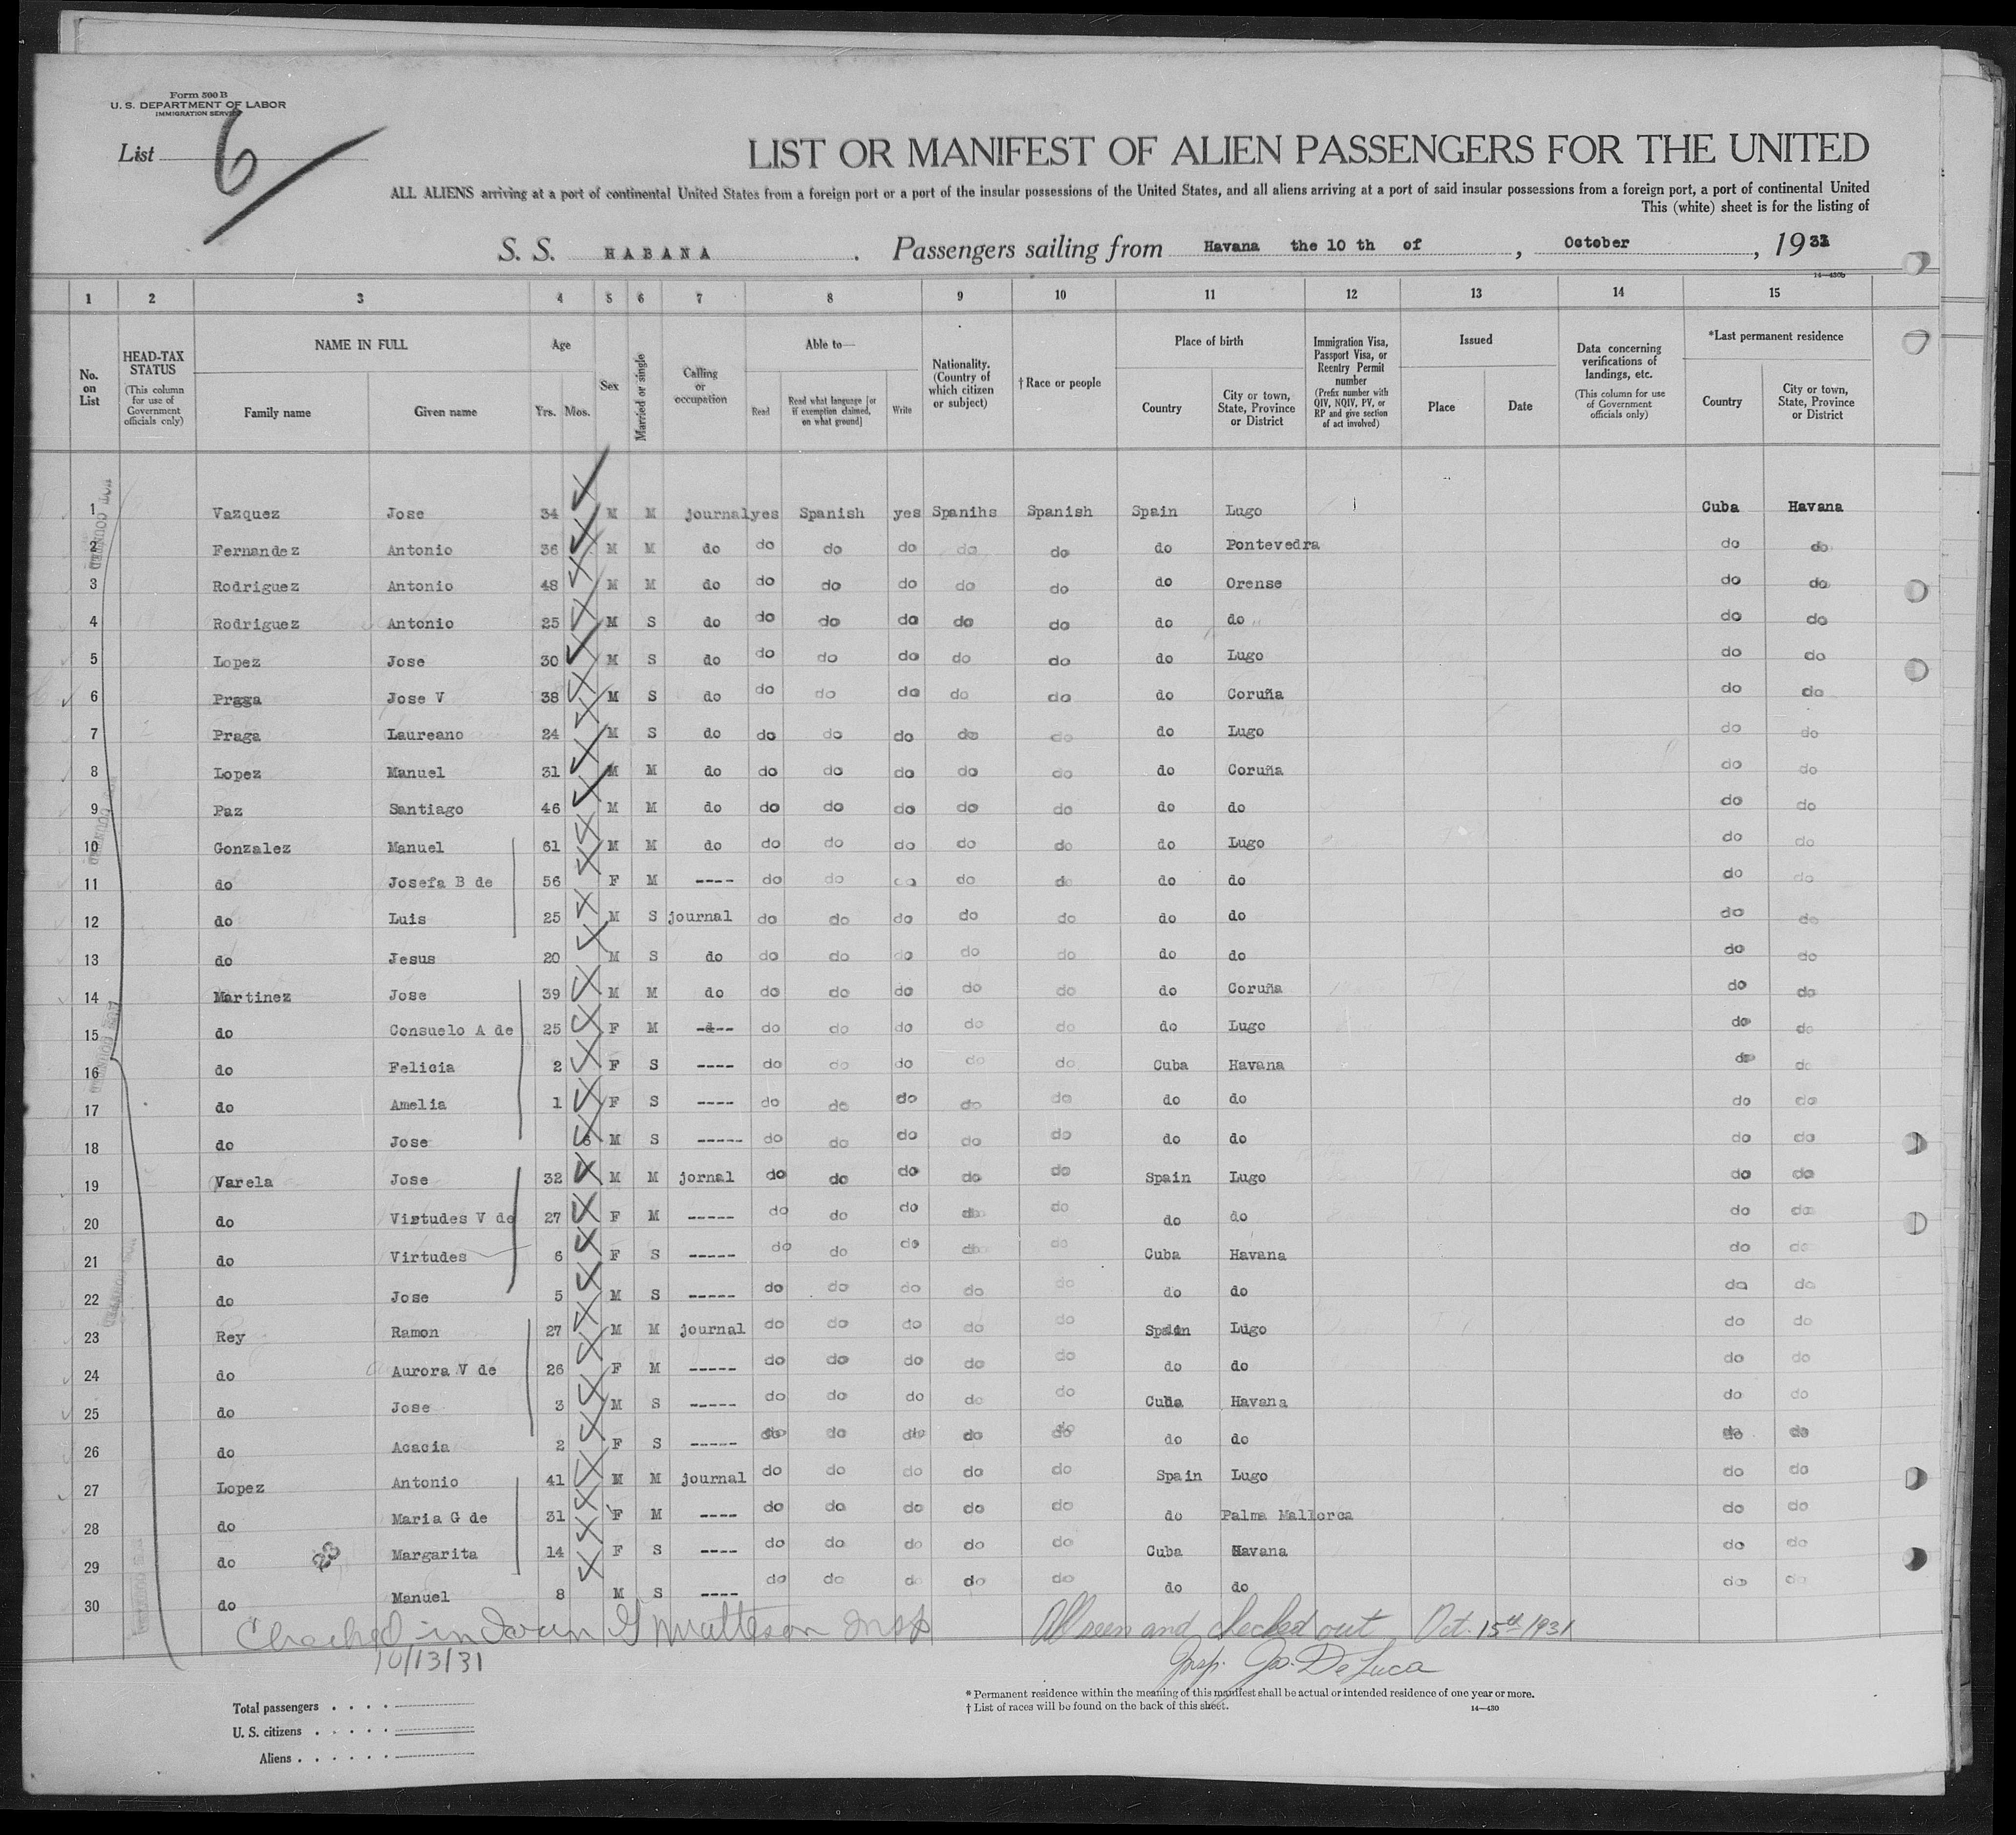 Form 500 B
U. S. DEPARTMENT OF LABOR
IMMIGRATION SERVICE
List 6
LIST OR MANIFEST OF ALIEN PASSENGERS FOR THE UNITED
ALL ALIENS arriving at a port of continental United States from a foreign port or a port of the insular possessions of the United States, and all aliens arriving at a port of said insular possessions from a foreign port, a port of continental United
This (white) sheet is for the listing of
S. S. HABANA. Passengers sailing from Havana the 10 th of, October, 1931
14—430b
1 2 3 4 5 6 7 8 9 10 11 12 13 14 15
No. on List
HEAD-TAX STATUS (This column for use of Government officials only)
NAME IN FULL Family name Given name
Age Yrs. Mos.
Sex
Married or single
Calling or occupation
Able to— Read Read what language [or if exemption claimed, on what ground] Write
Nationality. (Country of which citizen or subject)
† Race or people
Place of birth Country City or town, State, Province or District
Immigration Visa, Passport Visa, or Reentry Permit number (Prefix number with QIV, NQIV, PV, or RP and give section of act involved)
Issued Place Date
Data concerning verifications of landings, etc. (This column for use of Government officials only)
*Last permanent residence Country City or town, State, Province or District
1 Vazquez Jose 34 M M journal yes Spanish yes Spanihs Spanish Spain Lugo Cuba Havana
2 Fernandez Antonio 36 M M do do do do do do do Pontevedra do do
3 Rodriguez Antonio 48 M M do do do do do do do Orense do do
4 Rodriguez Antonio 25 M S do do do do do do do do do do
5 Lopez Jose 30 M S do do do do do do do Lugo do do
6 Praga Jose V 38 M S do do do do do do do Coruña do do
7 Praga Laureano 24 M S do do do do do do do Lugo do do
8 Lopez Manuel 31 M M do do do do do do do Coruña do do
9 Paz Santiago 46 M M do do do do do do do do do do
10 Gonzalez Manuel 61 M M do do do do do do do Lugo do do
11 do Josefa B de 56 F M ---- do do do do do do do do do
12 do Luis 25 M S journal do do do do do do do do do
13 do Jesus 20 M S do do do do do do do do do do
14 Martinez Jose 39 M M do do do do do do do Coruña do do
15 do Consuelo A de 25 F M ---- do do do do do do Lugo do do
16 do Felicia 2 F S ---- do do do do do Cuba Havana do do
17 do Amelia 1 F S ---- do do do do do do do do do
18 do Jose 6 M S ----- do do do do do do do do do
19 Varela Jose 32 M M jornal do do do do do Spain Lugo do do
20 do Virtudes V de 27 F M ----- do do do do do do do do do
21 do Virtudes 6 F S ----- do do do do do Cuba Havana do do
22 do Jose 5 M S ----- do do do do do do do do do
23 Rey Ramon 27 M M journal do do do do do Spain Lugo do do
24 do Aurora V de 26 F M ----- do do do do do do do do do
25 do Jose 3 M S ----- do do do do do Cuba Havana do do
26 do Acacia 2 F S ----- do do do do do do do do do
27 Lopez Antonio 41 M M journal do do do do do Spain Lugo do do
28 do Maria G de 31 F M ---- do do do do do do Palma Mallorca do do
29 do Margarita 14 F S ---- do do do do do Cuba Havana do do
30 do Manuel 8 M S ---- do do do do do do do do do
Checked in G Matteson Insp All seen and checked out Oct. 15th 1931
10/13/31 Insp. Jo. De Luca
* Permanent residence within the meaning of this manifest shall be actual or intended residence of one year or more.
† List of races will be found on the back of this sheet. 14—430
Total passengers . . . .
U. S. citizens . . . . .
Aliens . . . . . .